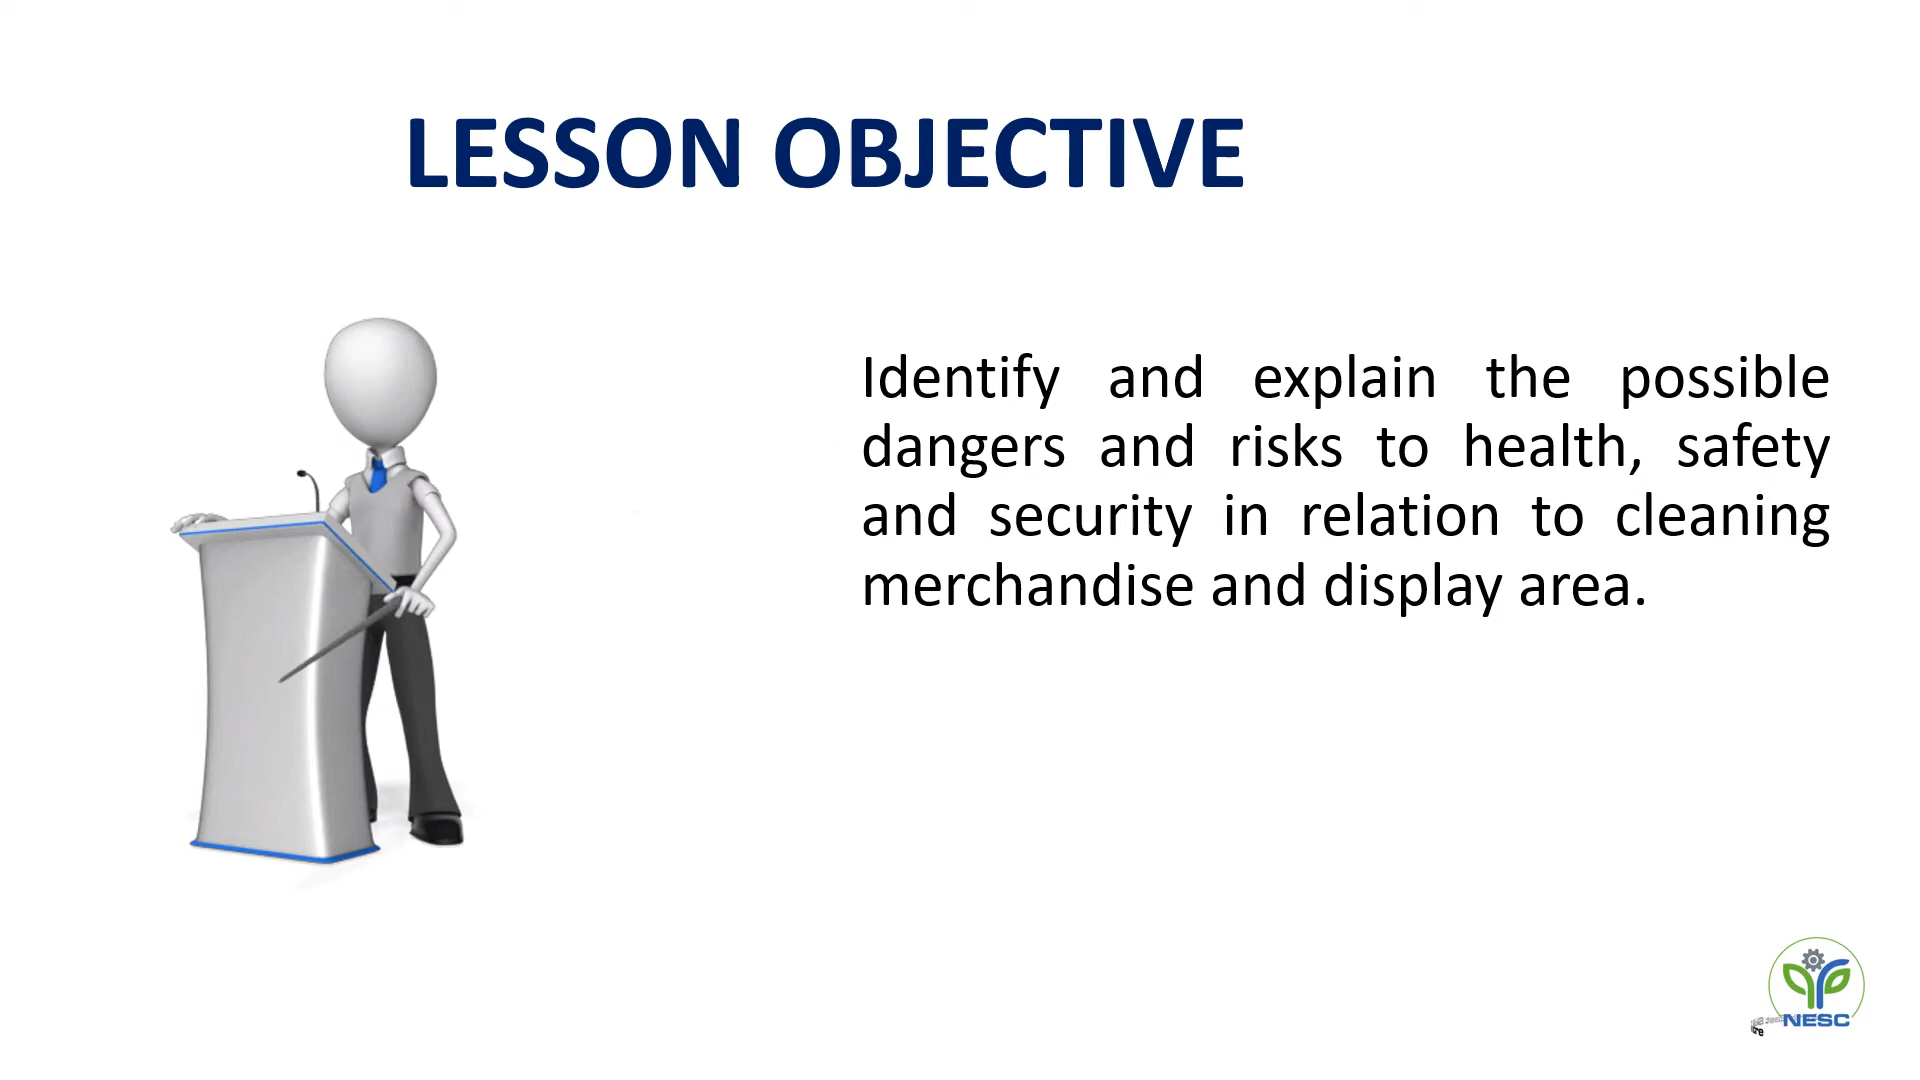 LESSON OBJECTIVE
Identify and explain the possible
dangers and risks to health, safety
and security in relation to cleaning
merchandise and display area.
NESC